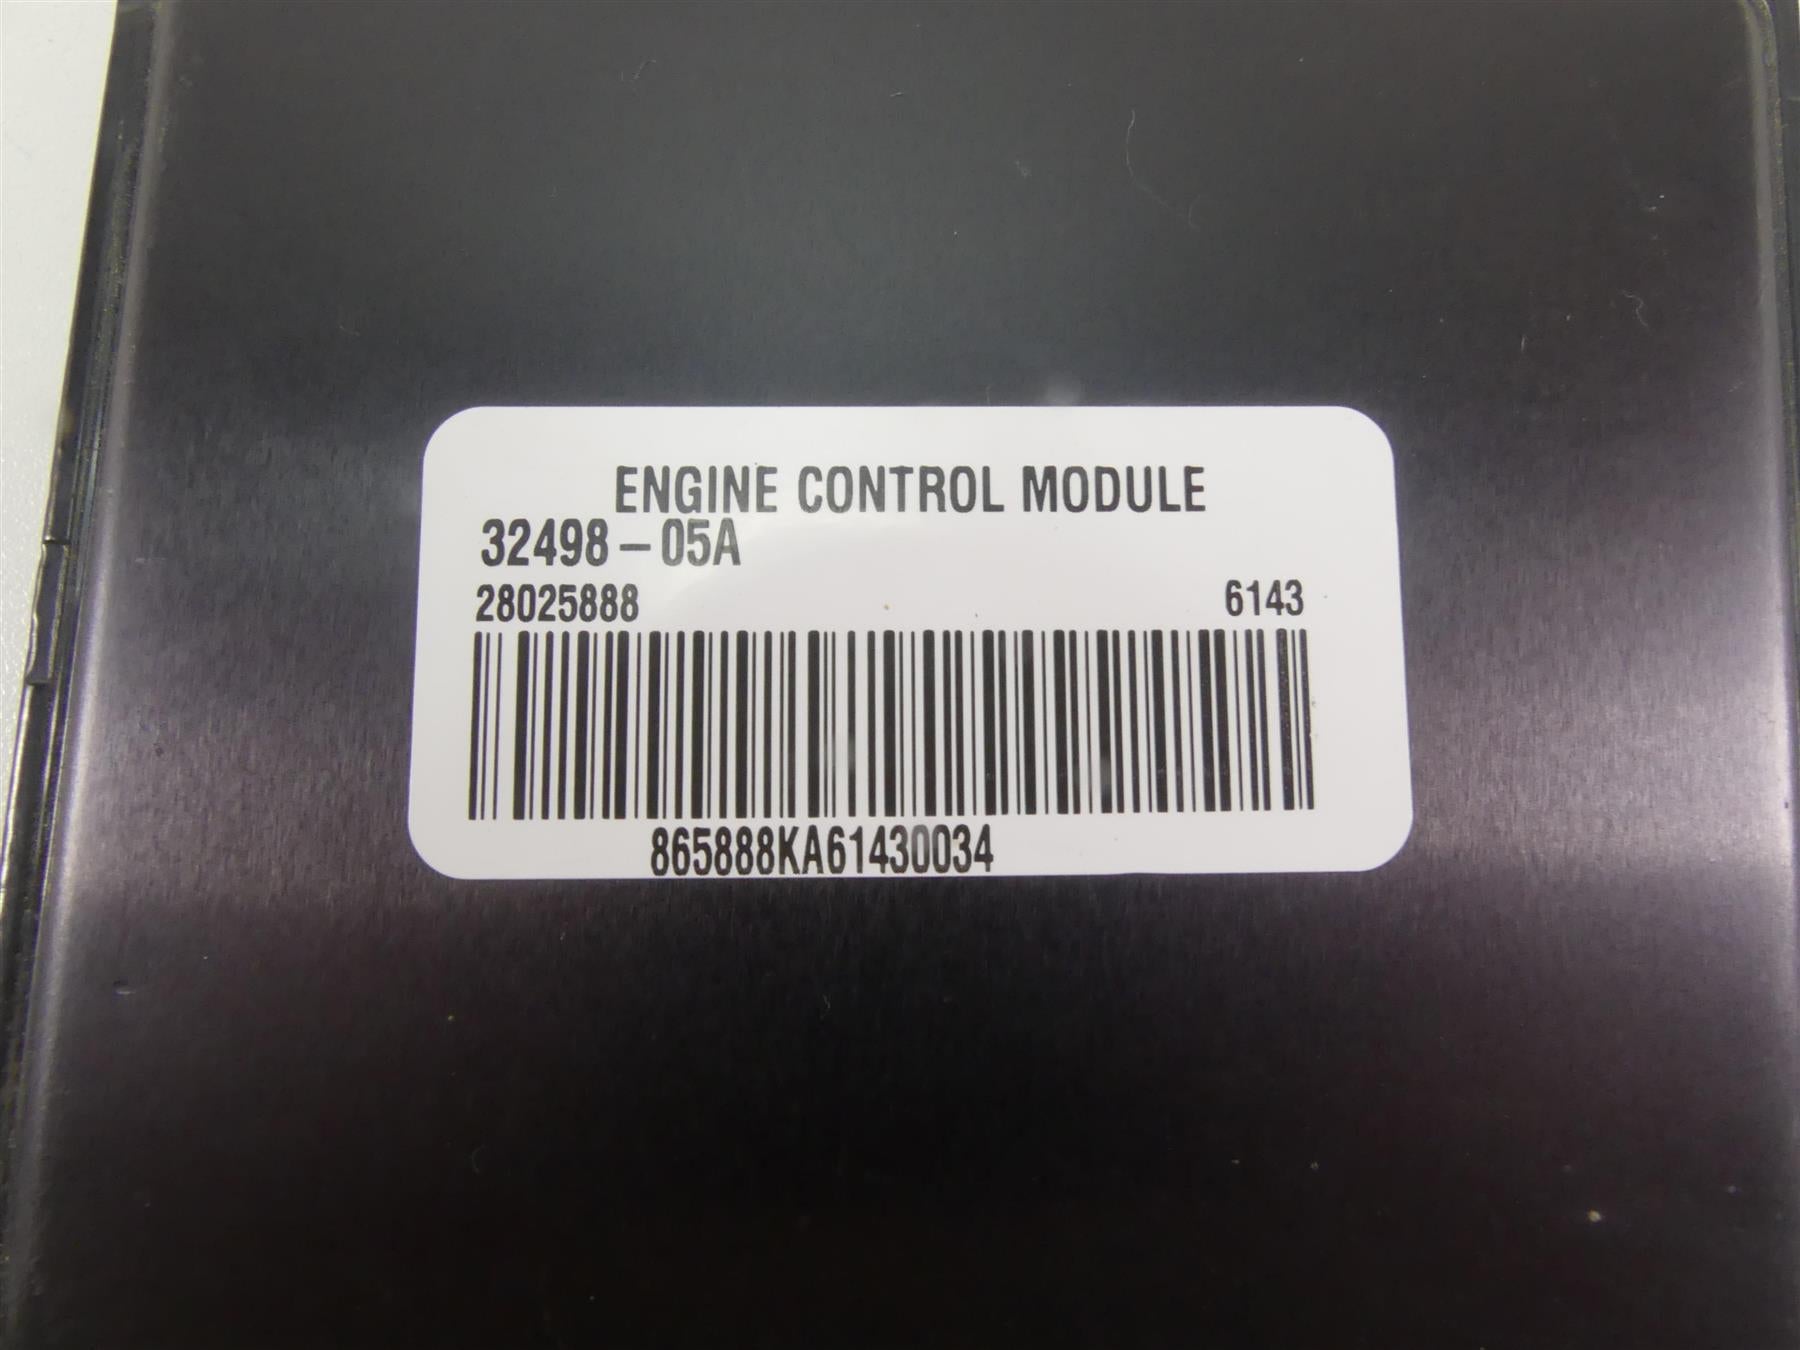 ENGINE CONTROL MODULE
32498-05A
28025888 6143
865888KA61430034